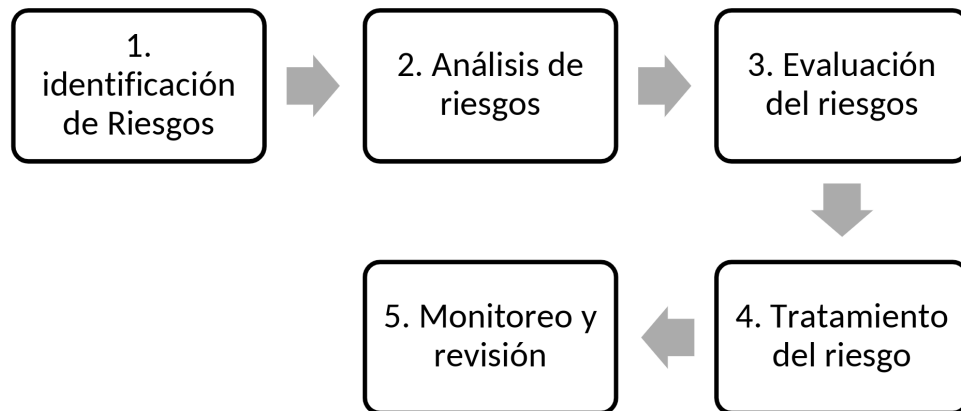 1.
identificación
de Riesgos
2. Análisis de
riesgos
3. Evaluación
del riesgos
4. Tratamiento
del riesgo
5. Monitoreo y
revisión